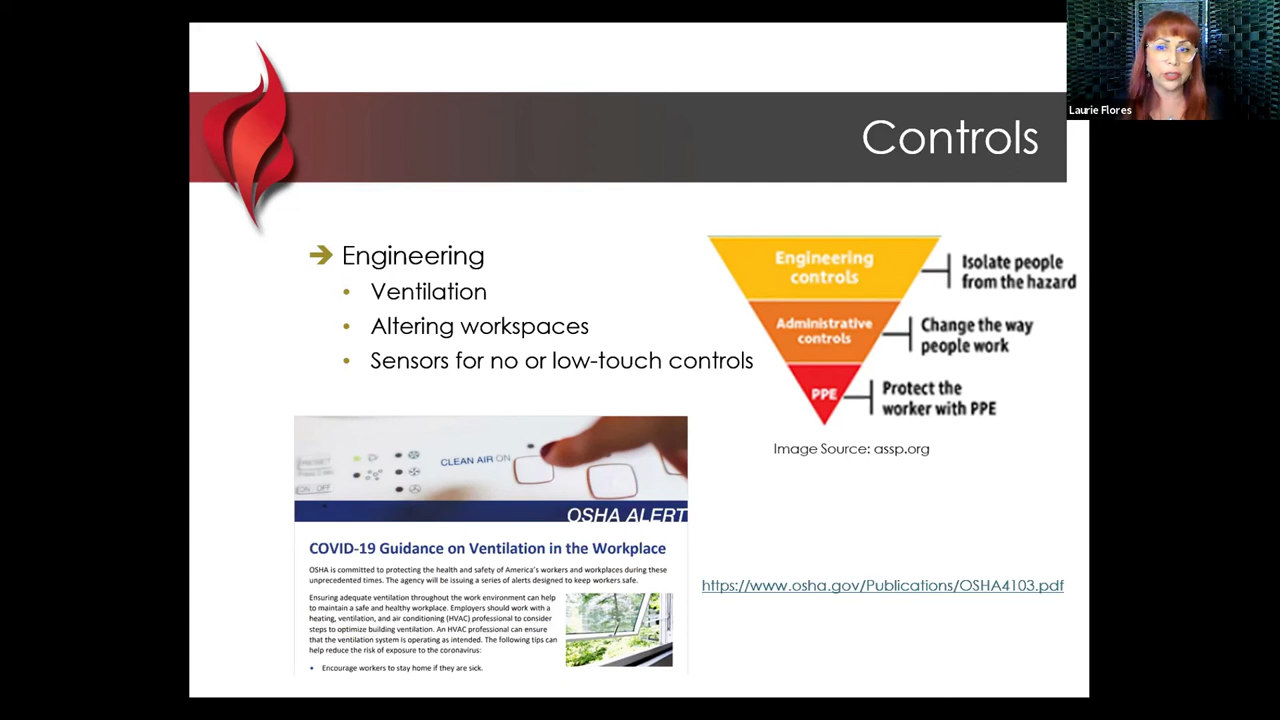 Laurie Flores
Controls
Engineering
• Ventilation
• Altering workspaces
• Sensors for no or low-touch controls
Engineering
controls
Isolate people
from the hazard
Administrative
controls
Change the way
people work
PPE
Protect the
worker with PPE
Image Source: assp.org
RESET
CLEAN AIR ON
ON OFF
OSHA ALERT
COVID-19 Guidance on Ventilation in the Workplace
OSHA is committed to protecting the health and safety of America's workers and workplaces during these
unprecedented times. The agency will be issuing a series of alerts designed to keep workers safe.
Ensuring adequate ventilation throughout the work environment can help
to maintain a safe and healthy workplace. Employers should work with a
heating, ventilation, and air conditioning (HVAC) professional to consider
steps to optimize building ventilation. An HVAC professional can ensure
that the ventilation system is operating as intended. The following tips can
help reduce the risk of exposure to the coronavirus:
• Encourage workers to stay home if they are sick.
https://www.osha.gov/Publications/OSHA4103.pdf